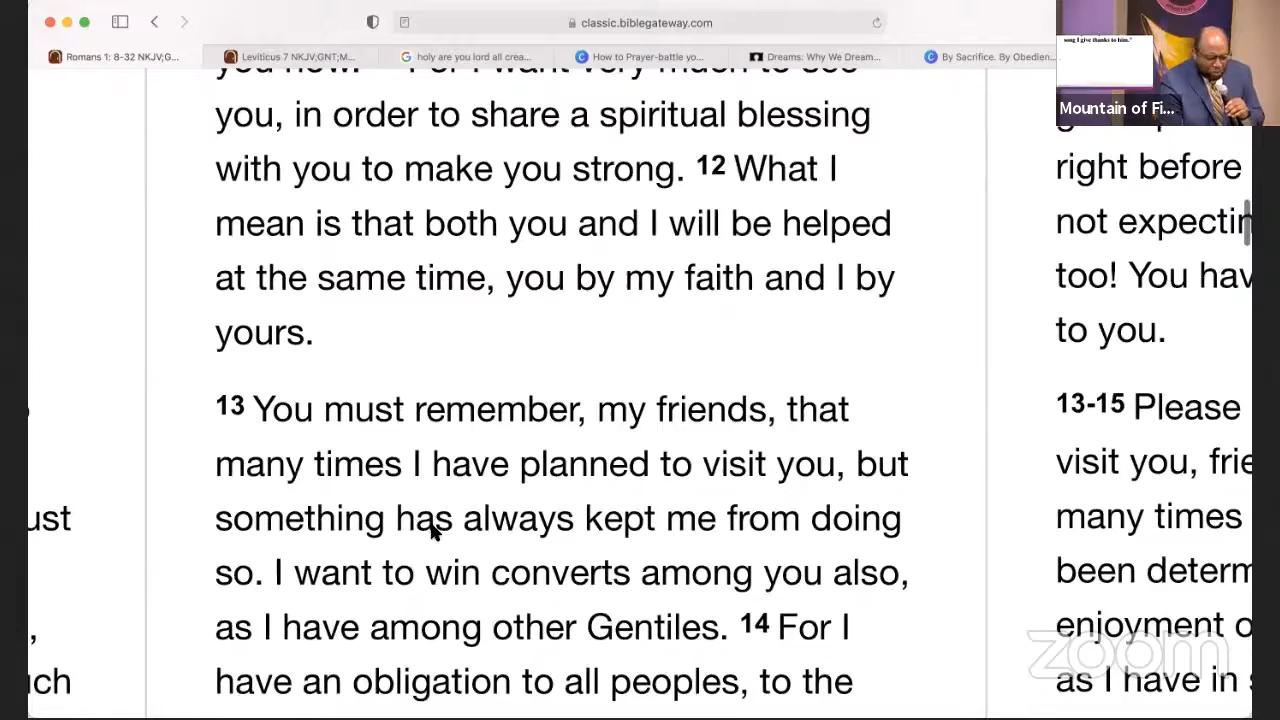 classic.biblegateway.com
Romans 1: 8-32 NKJV;G...
Leviticus 7 NKJV;GNT;M...
holy are you lord all crea...
How to Prayer-battle yo...
Dreams: Why We Dream...
By Sacrifice. By Obedien...
song I give thanks to him."
Mountain of Fi...
you, in order to share a spiritual blessing
with you to make you strong. 12 What I
mean is that both you and I will be helped
at the same time, you by my faith and I by
yours.
13 You must remember, my friends, that
many times I have planned to visit you, but
something has always kept me from doing
so. I want to win converts among you also,
as I have among other Gentiles. 14 For I
have an obligation to all peoples, to the
right before
not expectin
too! You hav
to you.
13-15 Please
visit you, frie
many times
been determ
enjoyment o
as I have in s
ust
,
uch
zoom